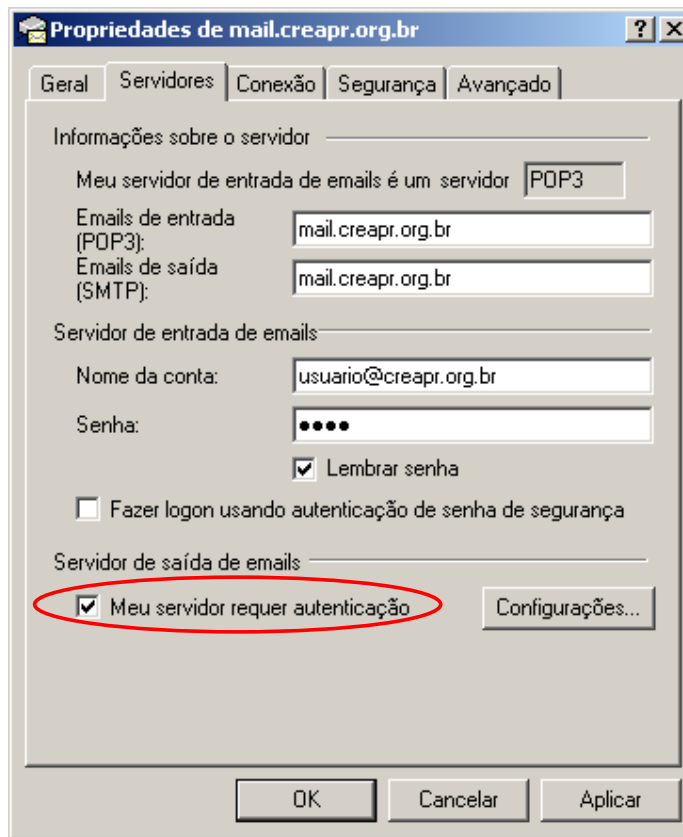 Propriedades de mail.creapr.org.br
Geral Servidores Conexão Segurança Avançado
Informações sobre o servidor
Meu servidor de entrada de emails é um servidor POP3
Emails de entrada
(POP3): mail.creapr.org.br
Emails de saída
(SMTP): mail.creapr.org.br
Servidor de entrada de emails
Nome da conta: usuario@creapr.org.br
Senha: ●●●●
Lembrar senha
Fazer logon usando autenticação de senha de segurança
Servidor de saída de emails
Meu servidor requer autenticação Configurações...
OK Cancelar Aplicar